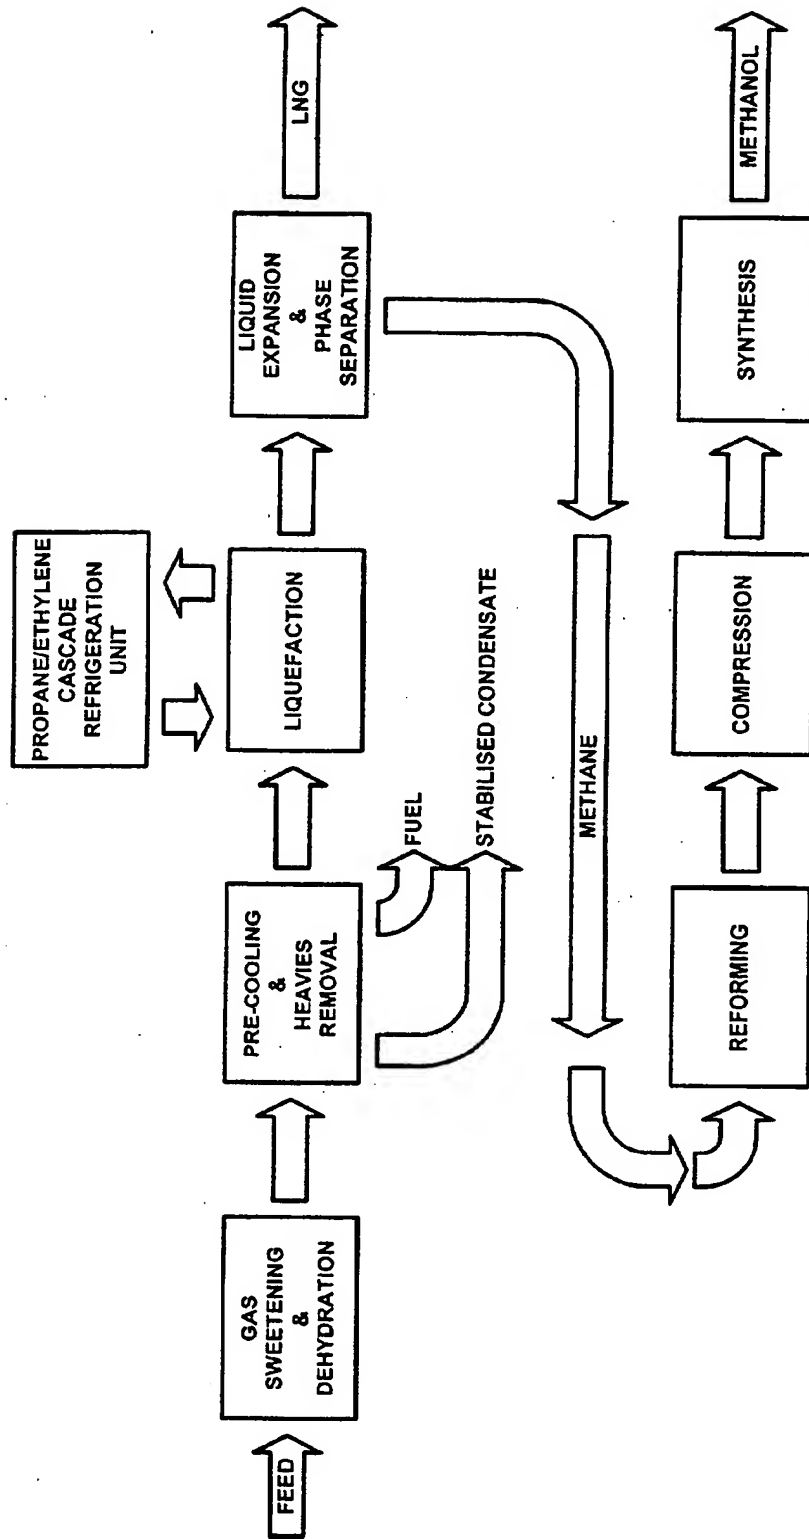 FEED
GAS
SWEETENING
&
DEHYDRATION
PRE-COOLING
&
HEAVIES
REMOVAL
FUEL
STABILISED CONDENSATE
PROPANE/ETHYLENE
CASCADE
REFRIGERATION
UNIT
LIQUEFACTION
LIQUID
EXPANSION
&
PHASE
SEPARATION
LNG
METHANE
REFORMING
COMPRESSION
SYNTHESIS
METHANOL